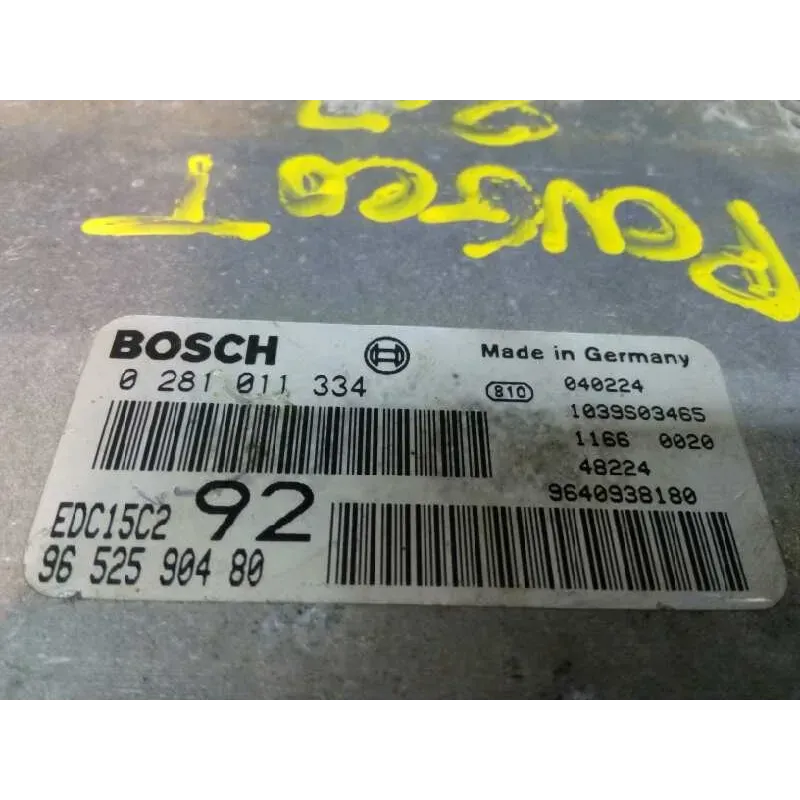 PEUGEOT
BOSCH
0 281 011 334
Made in Germany
810
040224
1039S03465
1166 0020
48224
9640938180
EDC15C2 92
96 525 904 80